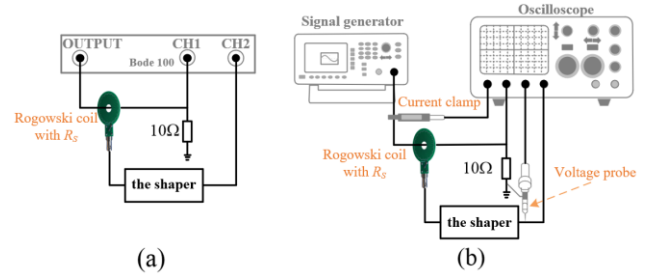 OUTPUT CH1 CH2
Bode 100
Rogowski coil
with RS
10Ω
the shaper
(a)
Signal generator
Oscilloscope
Current clamp
Rogowski coil
with RS
10Ω
Voltage probe
the shaper
(b)